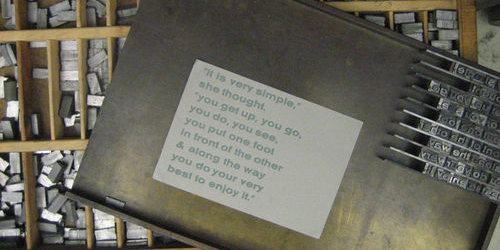 "it is very simple,"
she thought.
"you get up, you go,
you do, you see,
you put one foot
in front of the other
& along the way
you do your very
best to enjoy it."